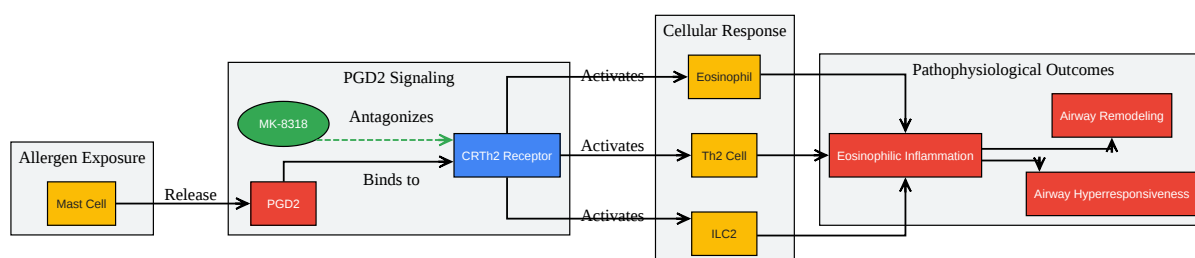 Cellular Response
Pathophysiological Outcomes
PGD2 Signaling
Allergen Exposure
Mast Cell
Release
MK-8318
Antagonizes
PGD2
Binds to
CRTh2 Receptor
Activates
Activates
Activates
Eosinophil
Th2 Cell
ILC2
Eosinophilic Inflammation
Airway Remodeling
Airway Hyperresponsiveness